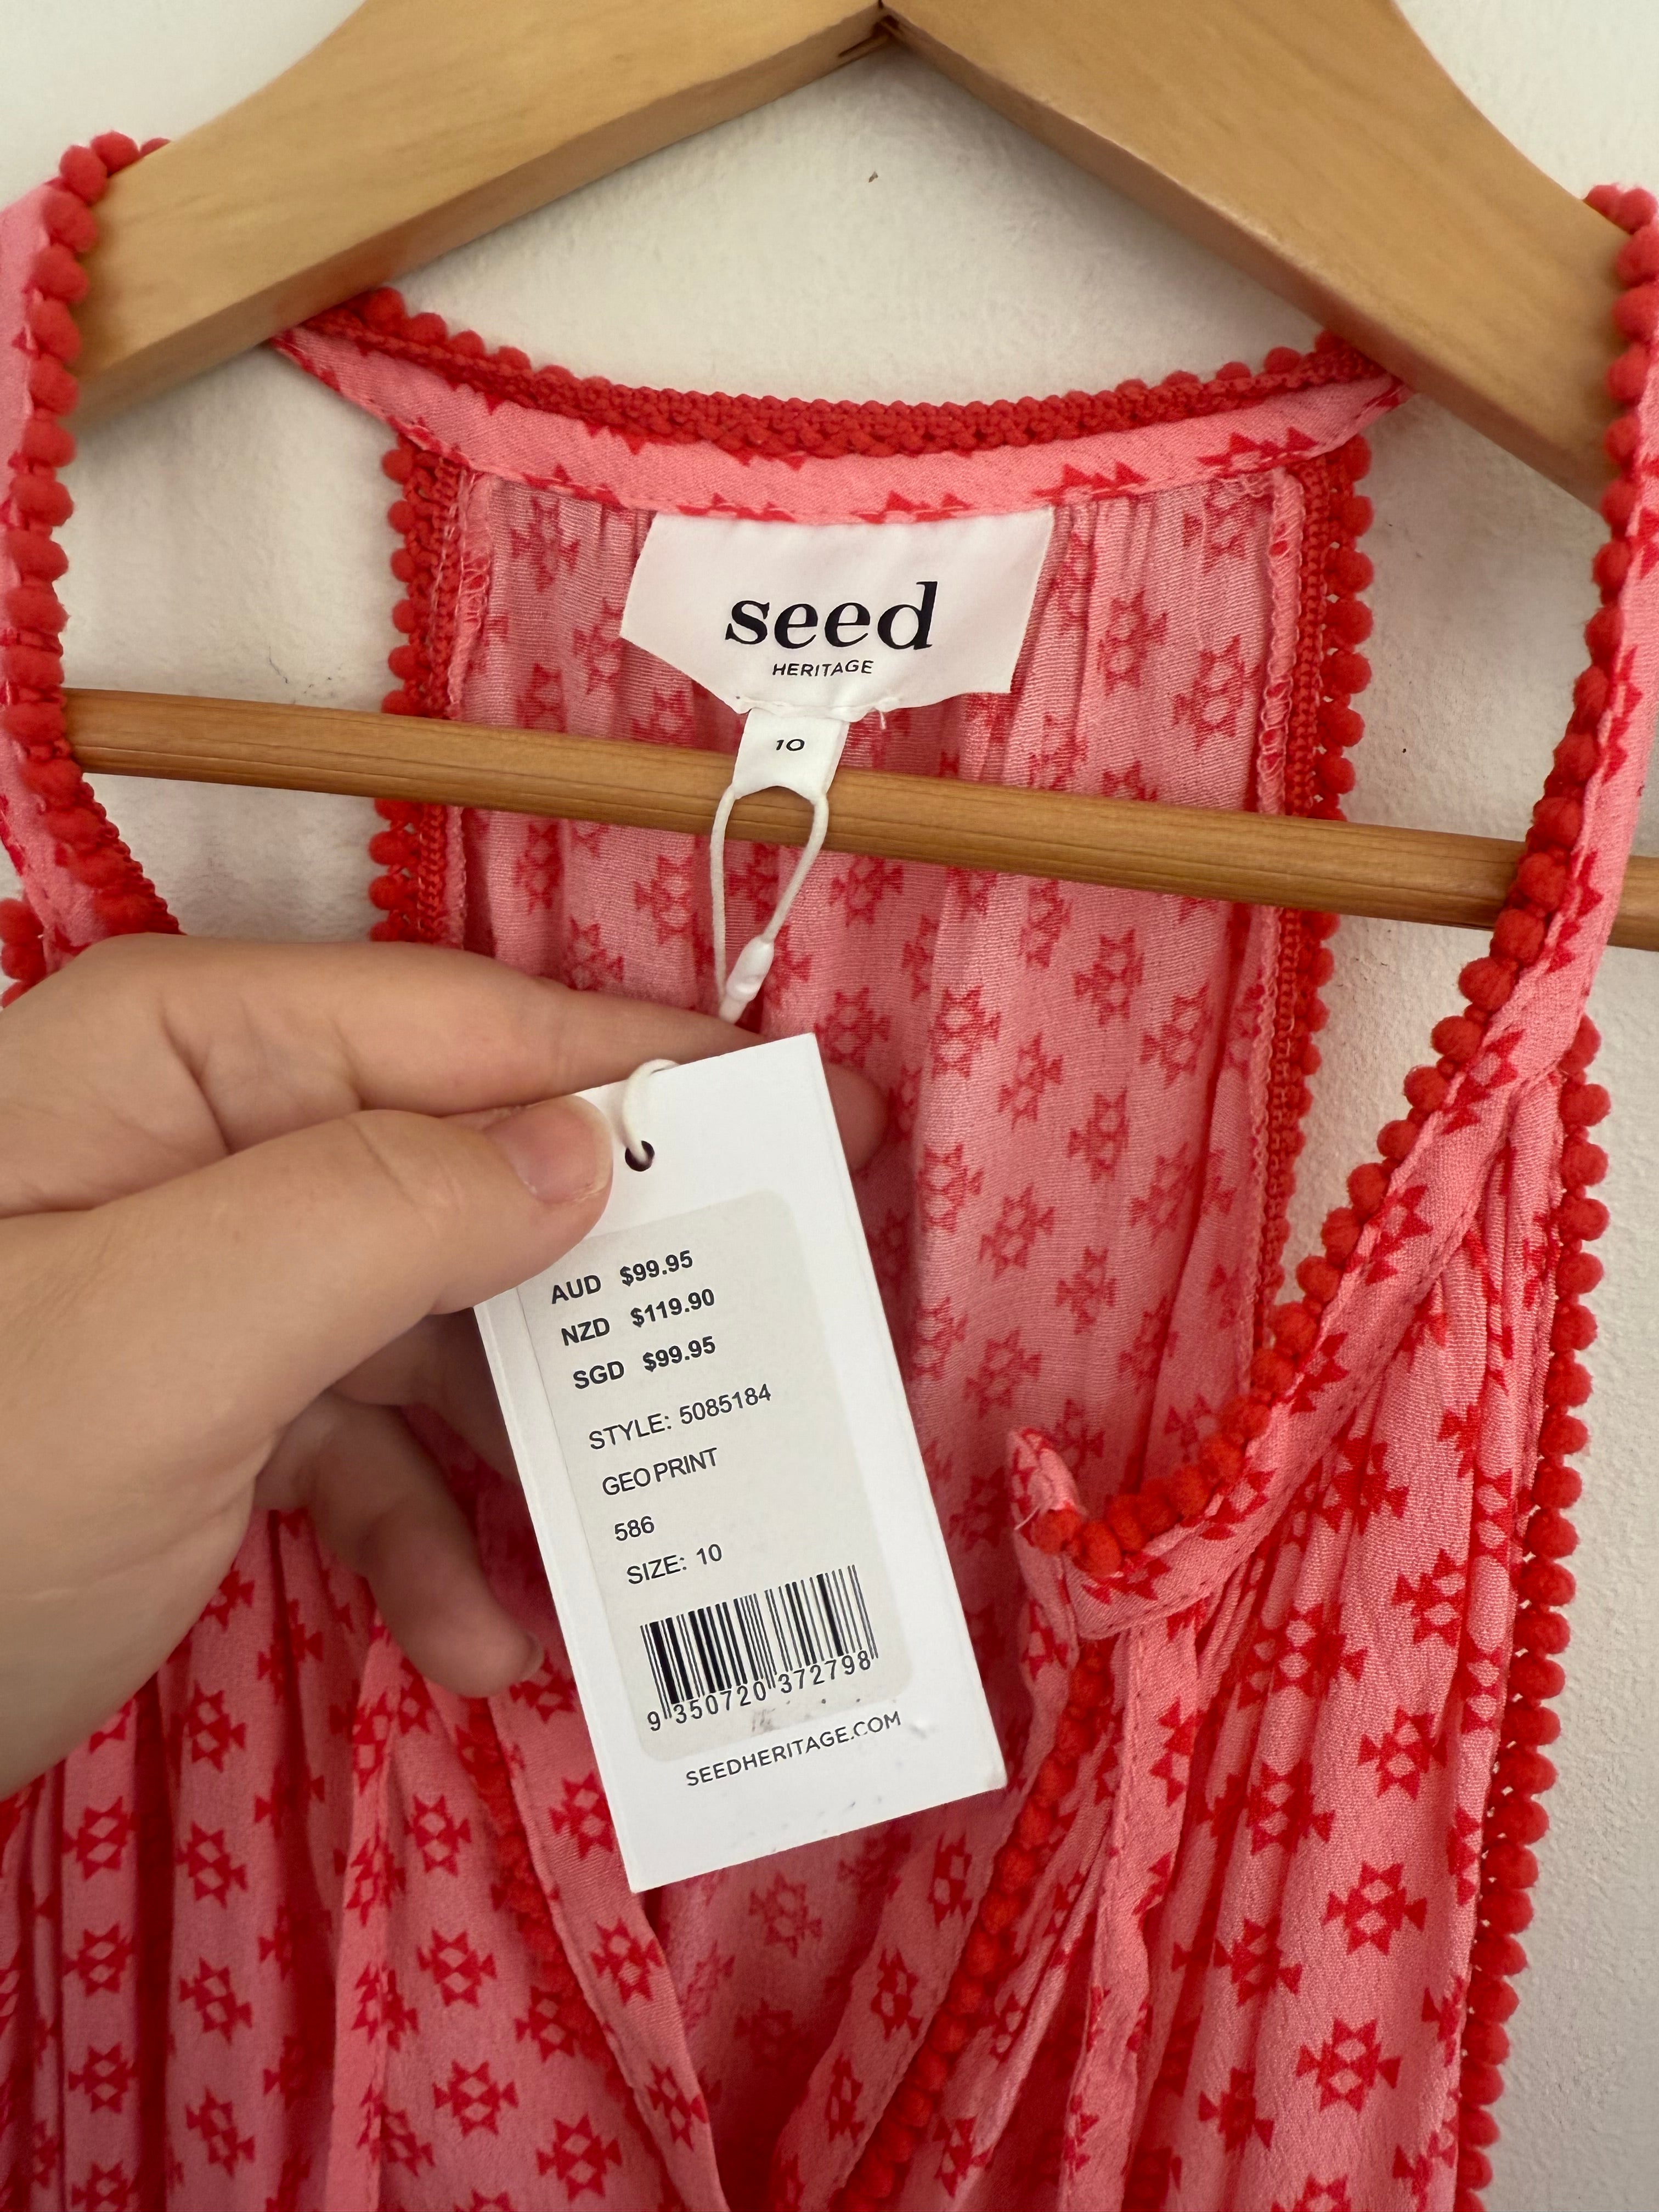 seed
HERITAGE
10
AUD $99.95
NZD $119.90
SGD $99.95
STYLE: 5085184
GEO PRINT
586
SIZE: 10
9 350720 372798
SEEDHERITAGE.COM